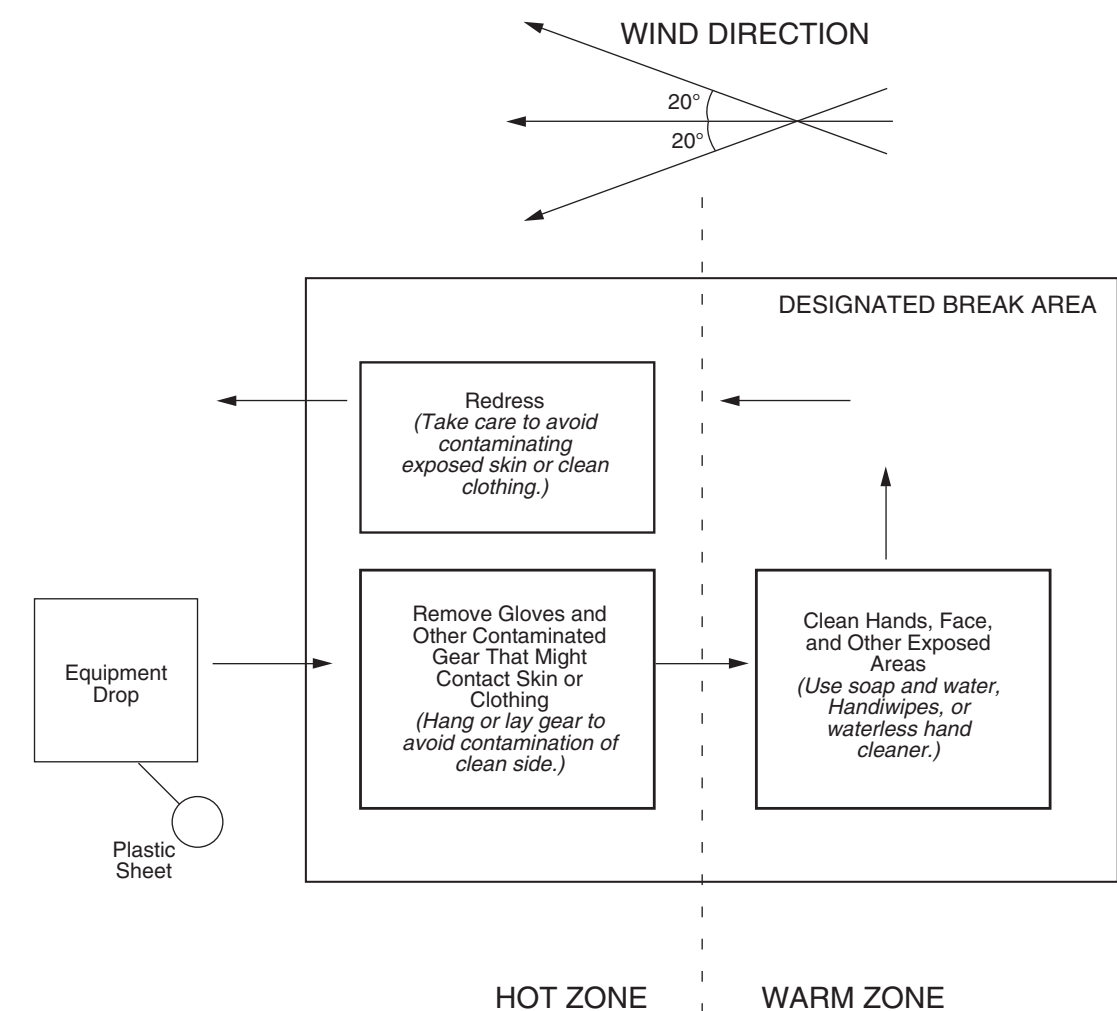 WIND DIRECTION
20°
20°
DESIGNATED BREAK AREA
Redress
(Take care to avoid
contaminating
exposed skin or clean
clothing.)
Equipment
Drop
Plastic
Sheet
Remove Gloves and
Other Contaminated
Gear That Might
Contact Skin or
Clothing
(Hang or lay gear to
avoid contamination of
clean side.)
Clean Hands, Face,
and Other Exposed
Areas
(Use soap and water,
Handiwipes, or
waterless hand
cleaner.)
HOT ZONE
WARM ZONE